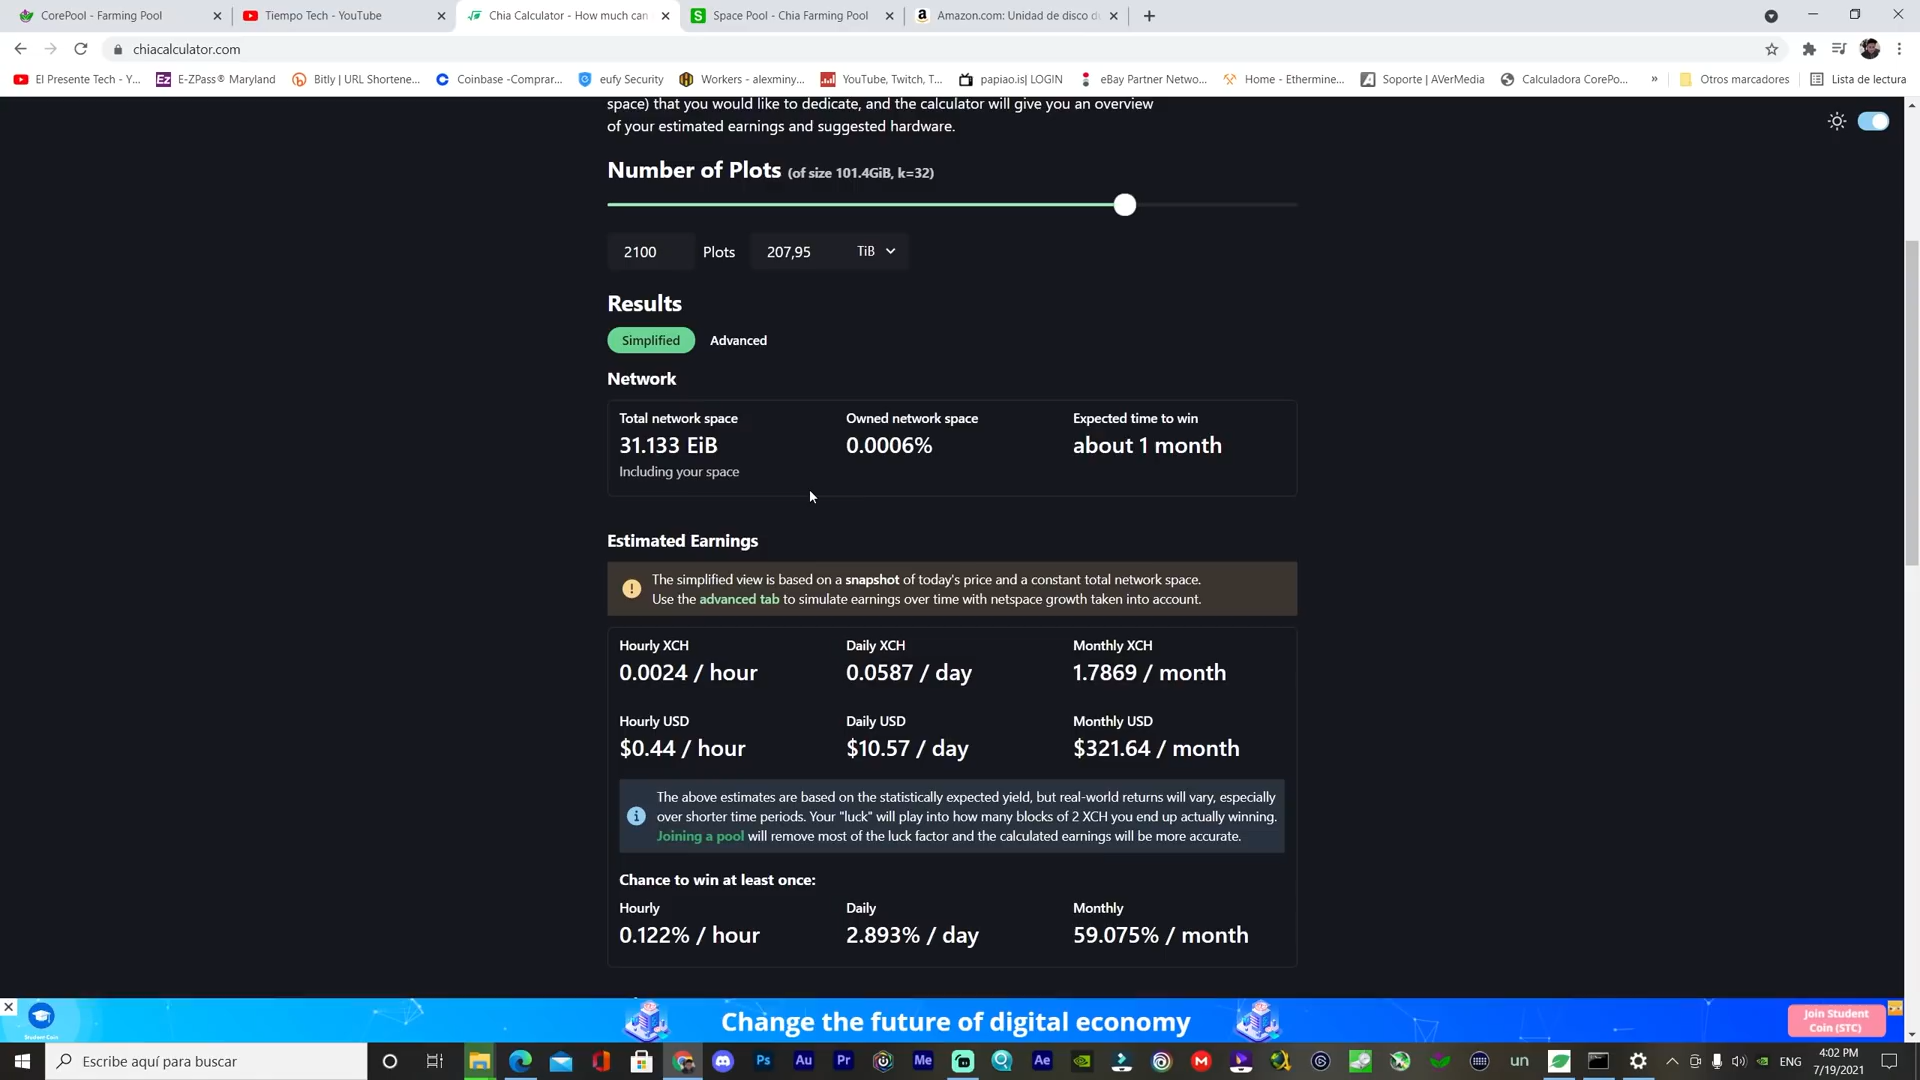 CorePool - Farming Pool
Tiempo Tech - YouTube
Chia Calculator - How much can
Space Pool - Chia Farming Pool
Amazon.com: Unidad de disco d
chiacalculator.com
El Presente Tech - Y...
E-ZPass® Maryland
Bitly | URL Shortene...
Coinbase -Comprar...
eufy Security
Workers - alexminy...
YouTube, Twitch, T...
papiao.is| LOGIN
eBay Partner Netwo...
Home - Ethermine...
Soporte | AVerMedia
Calculadora CorePo...
»
Otros marcadores
Lista de lectura
space) that you would like to dedicate, and the calculator will give you an overview
of your estimated earnings and suggested hardware.
Number of Plots (of size 101.4GiB, k=32)
2100 Plots 207,95 TiB
Results
Simplified Advanced
Network
Total network space Owned network space Expected time to win
31.133 EiB 0.0006% about 1 month
Including your space
Estimated Earnings
The simplified view is based on a snapshot of today's price and a constant total network space.
Use the advanced tab to simulate earnings over time with netspace growth taken into account.
Hourly XCH Daily XCH Monthly XCH
0.0024 / hour 0.0587 / day 1.7869 / month
Hourly USD Daily USD Monthly USD
$0.44 / hour $10.57 / day $321.64 / month
The above estimates are based on the statistically expected yield, but real-world returns will vary, especially
over shorter time periods. Your "luck" will play into how many blocks of 2 XCH you end up actually winning.
Joining a pool will remove most of the luck factor and the calculated earnings will be more accurate.
Chance to win at least once:
Hourly Daily Monthly
0.122% / hour 2.893% / day 59.075% / month
Student Coin
Change the future of digital economy
Join Student
Coin (STC)
Escribe aquí para buscar
Ps
Au
Pr
Me
Ae
un
ENG
4:02 PM
7/19/2021